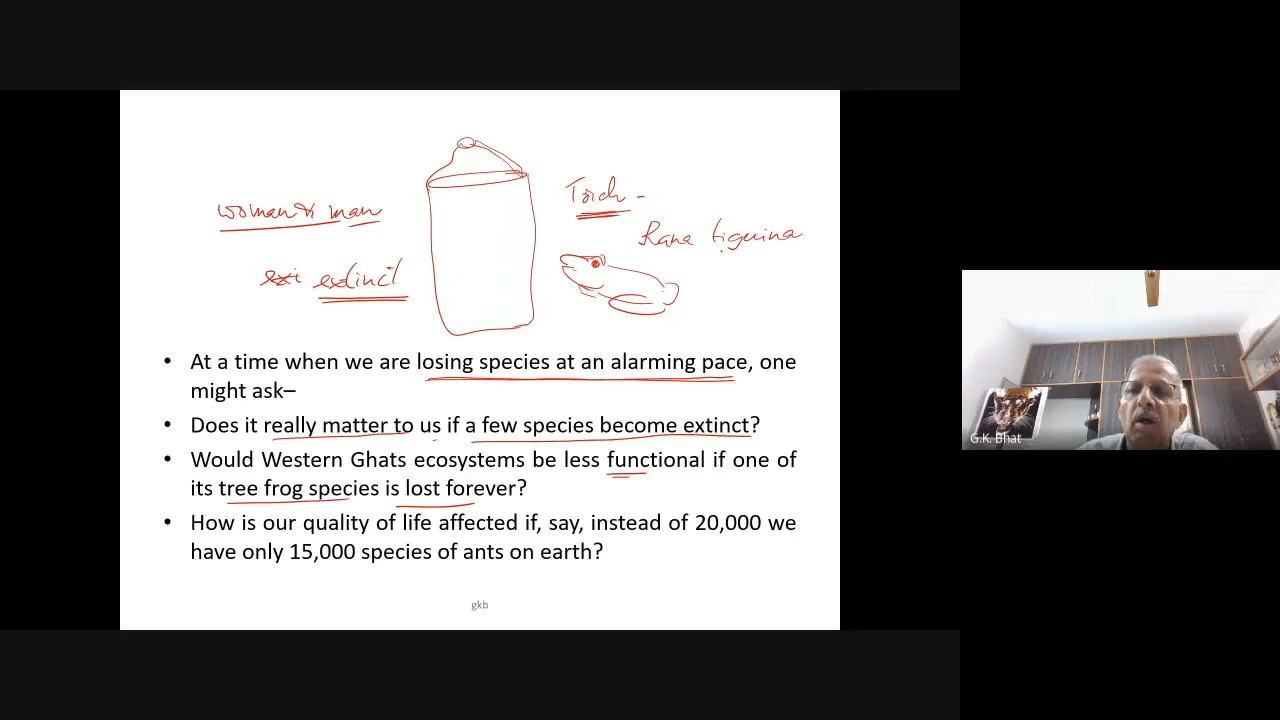 Torch -
woman & man
Rana tigrina
exi extinct
• At a time when we are losing species at an alarming pace, one
might ask–
• Does it really matter to us if a few species become extinct?
• Would Western Ghats ecosystems be less functional if one of
its tree frog species is lost forever?
• How is our quality of life affected if, say, instead of 20,000 we
have only 15,000 species of ants on earth?
gkb
G.K. Bhat